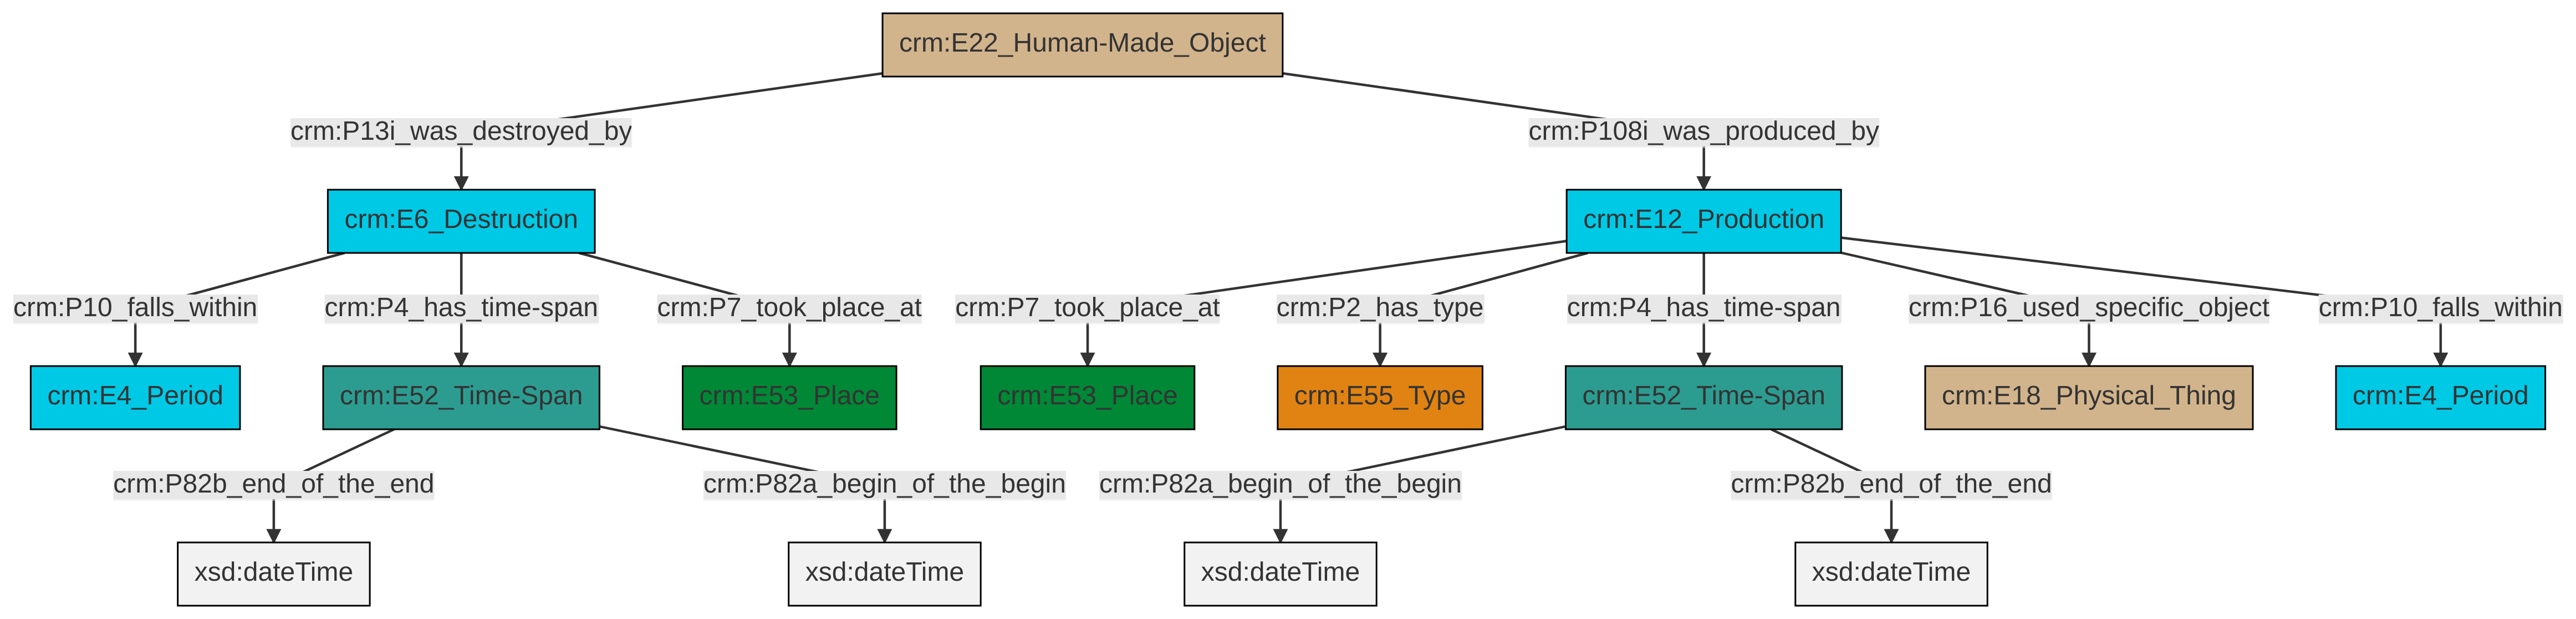 crm:E22_Human-Made_Object
crm:P13i_was_destroyed_by
crm:P108i_was_produced_by
crm:E6_Destruction
crm:E12_Production
crm:P10_falls_within
crm:P4_has_time-span
crm:P7_took_place_at
crm:P7_took_place_at
crm:P2_has_type
crm:P4_has_time-span
crm:P16_used_specific_object
crm:P10_falls_within
crm:E4_Period
crm:E52_Time-Span
crm:E53_Place
crm:E53_Place
crm:E55_Type
crm:E52_Time-Span
crm:E18_Physical_Thing
crm:E4_Period
crm:P82b_end_of_the_end
crm:P82a_begin_of_the_begin
crm:P82a_begin_of_the_begin
crm:P82b_end_of_the_end
xsd:dateTime
xsd:dateTime
xsd:dateTime
xsd:dateTime